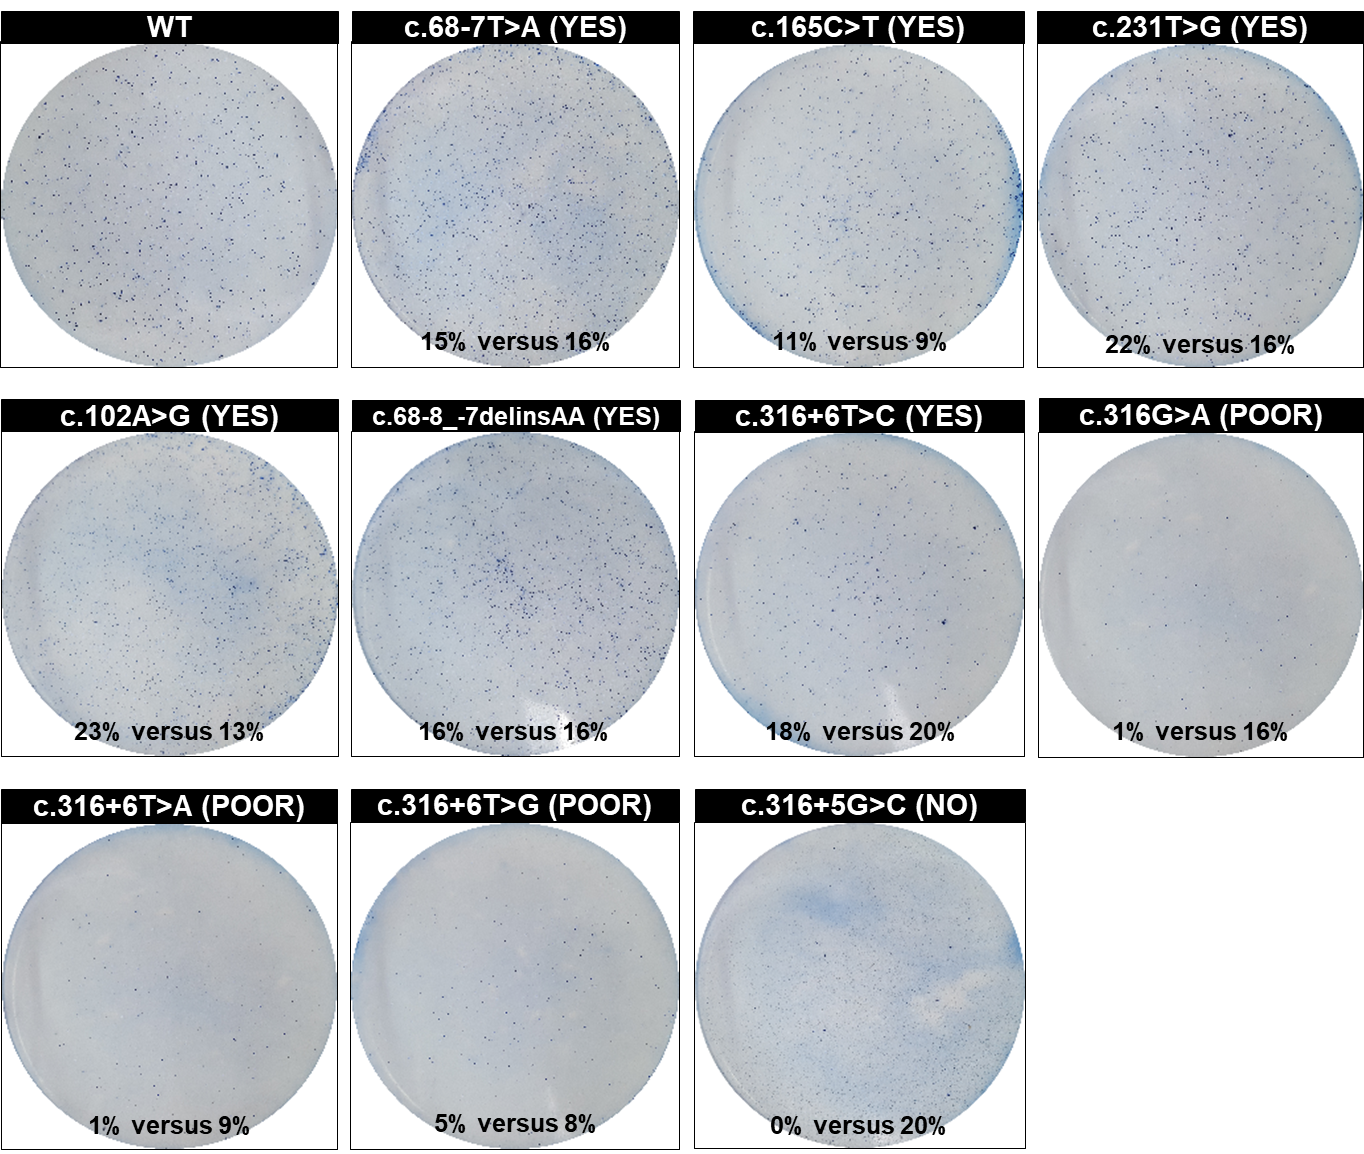 WT
c.68-7T>A (YES)
c.165C>T (YES)
c.231T>G (YES)
15% versus 16%
11% versus 9%
22% versus 16%
c.102A>G (YES)
c.68-8_-7delinsAA (YES)
c.316+6T>C (YES)
c.316G>A (POOR)
23% versus 13%
16% versus 16%
18% versus 20%
1% versus 16%
c.316+6T>A (POOR)
c.316+6T>G (POOR)
c.316+5G>C (NO)
1% versus 9%
5% versus 8%
0% versus 20%